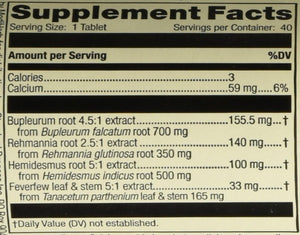 Supplement Facts
Serving Size: 1 Tablet Servings per Container: 40
Amount per Serving %DV
Calories 3
Calcium 59 mg 6%
Bupleurum root 4.5:1 extract 155.5 mg †
from Bupleurum falcatum root 700 mg
Rehmannia root 2.5:1 extract 140 mg †
from Rehmannia glutinosa root 350 mg
Hemidesmus root 5:1 extract 100 mg †
from Hemidesmus indicus root 500 mg
Feverfew leaf & stem 5:1 extract 33 mg †
from Tanacetum parthenium leaf & stem 165 mg
†Daily Value (DV) not established.